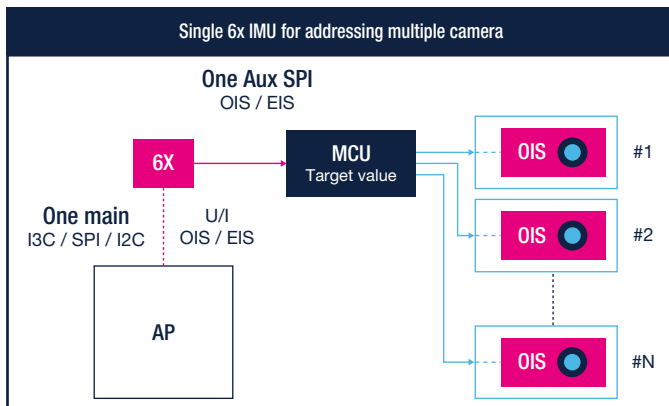 Single 6x IMU for addressing multiple camera
One Aux SPI
OIS / EIS
6X
MCU
Target value
OIS
#1
One main
I3C / SPI / I2C
U/I
OIS / EIS
OIS
#2
AP
OIS
#N